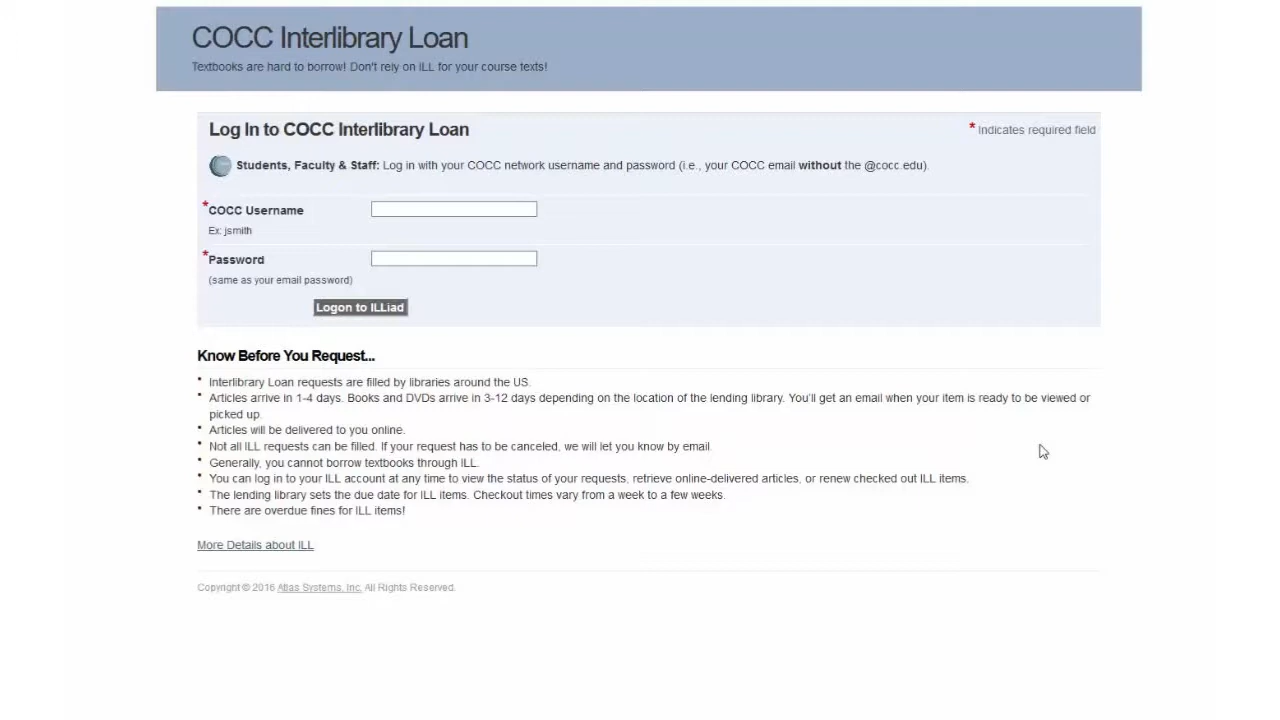 COCC Interlibrary Loan
Textbooks are hard to borrow! Don't rely on ILL for your course texts!
Log In to COCC Interlibrary Loan
* Indicates required field
Students, Faculty & Staff: Log in with your COCC network username and password (i.e., your COCC email without the @cocc.edu).
*COCC Username
Ex: jsmith
*Password
(same as your email password)
Logon to ILLiad
Know Before You Request...
• Interlibrary Loan requests are filled by libraries around the US.
• Articles arrive in 1-4 days. Books and DVDs arrive in 3-12 days depending on the location of the lending library. You'll get an email when your item is ready to be viewed or
picked up.
• Articles will be delivered to you online.
• Not all ILL requests can be filled. If your request has to be canceled, we will let you know by email.
• Generally, you cannot borrow textbooks through ILL.
• You can log in to your ILL account at any time to view the status of your requests, retrieve online-delivered articles, or renew checked out ILL items.
• The lending library sets the due date for ILL items. Checkout times vary from a week to a few weeks.
• There are overdue fines for ILL items!
More Details about ILL
Copyright © 2016 Atlas Systems, Inc. All Rights Reserved.